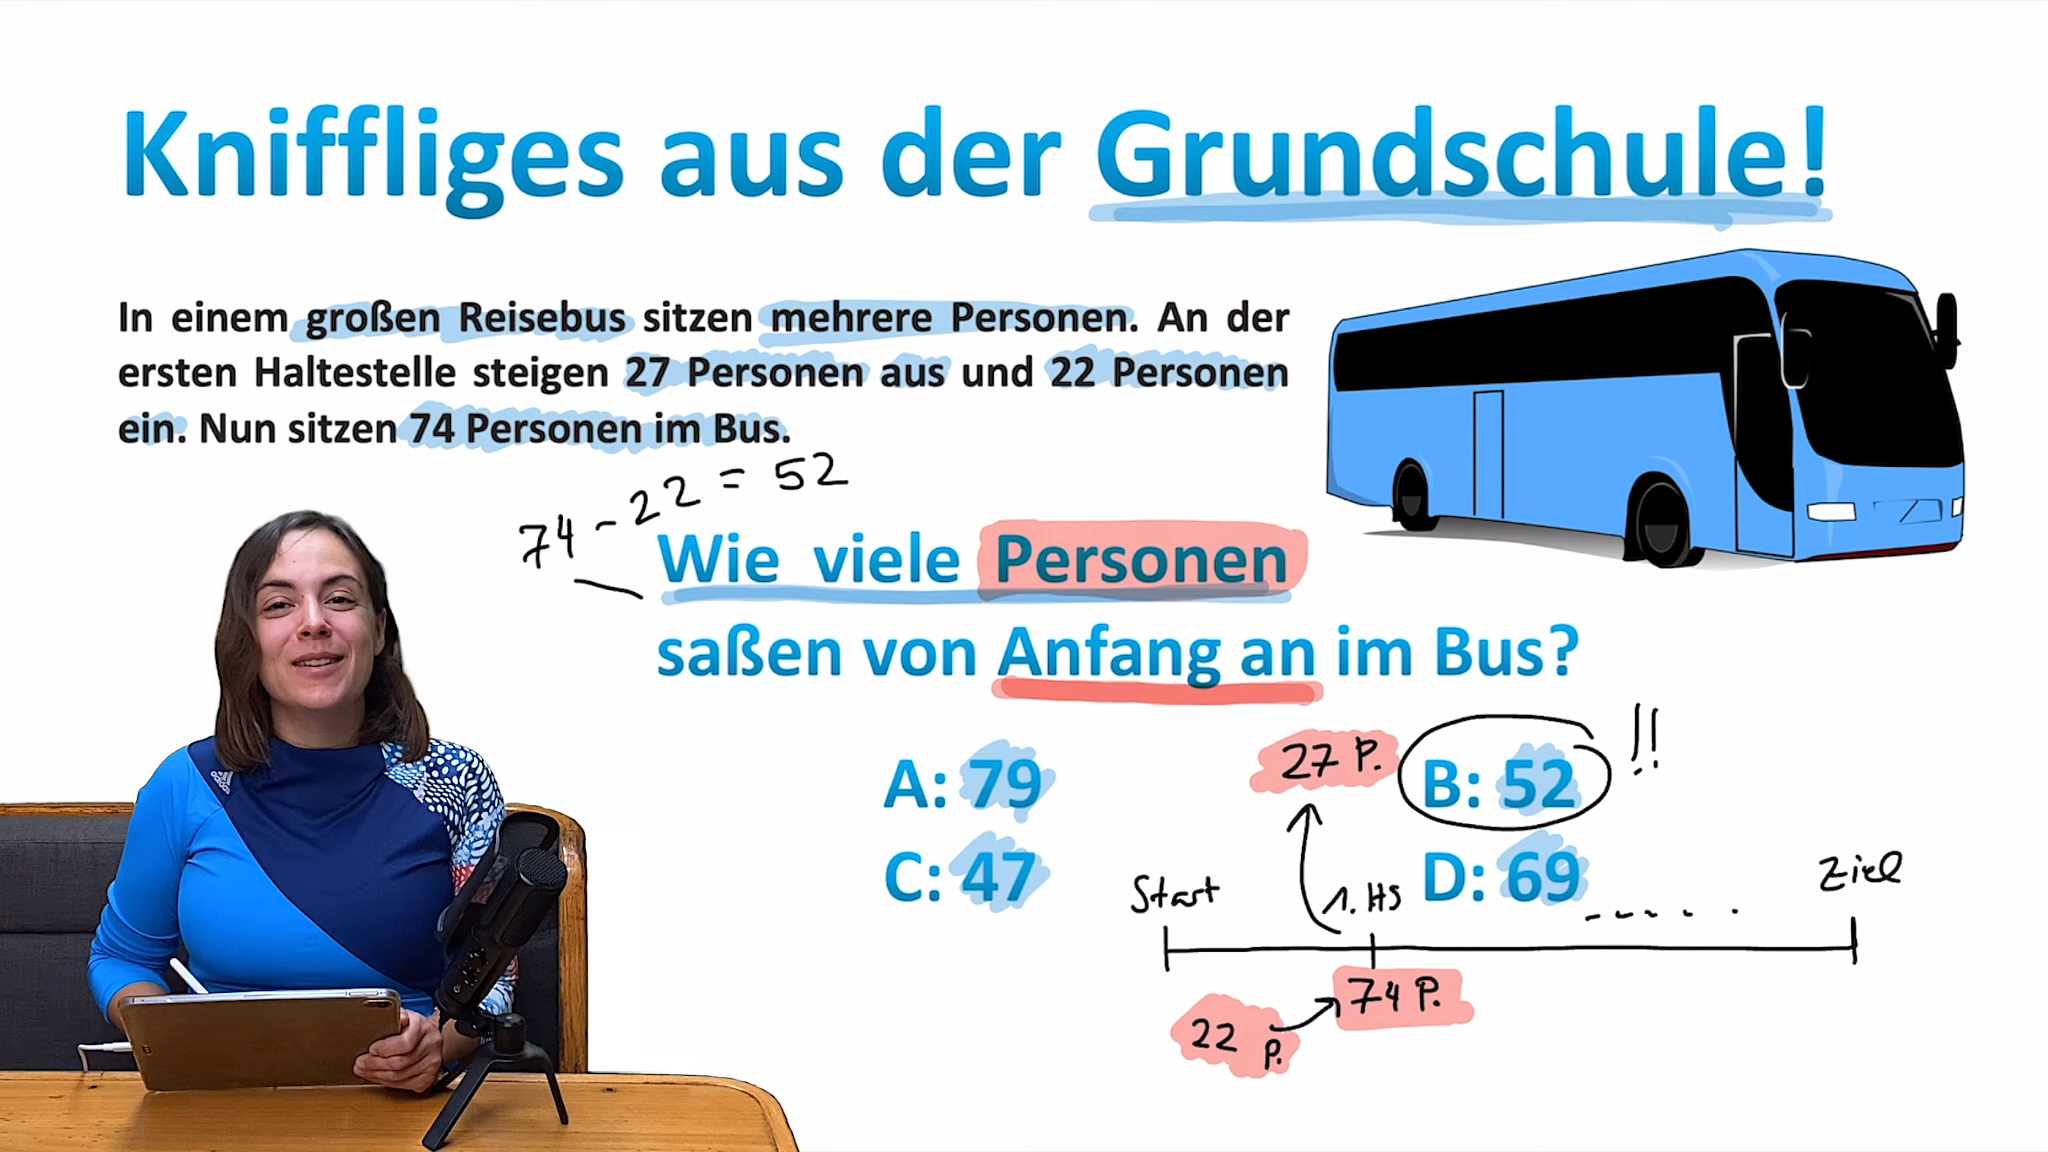 Kniffliges aus der Grundschule!
In einem großen Reisebus sitzen mehrere Personen. An der
ersten Haltestelle steigen 27 Personen aus und 22 Personen
ein. Nun sitzen 74 Personen im Bus.
74 - 22 = 52
Wie viele Personen
saßen von Anfang an im Bus?
A: 79
27 P.
B: 52 !!
C: 47
D: 69
Start
1. HS
Ziel
74 P.
22 P.
adidas